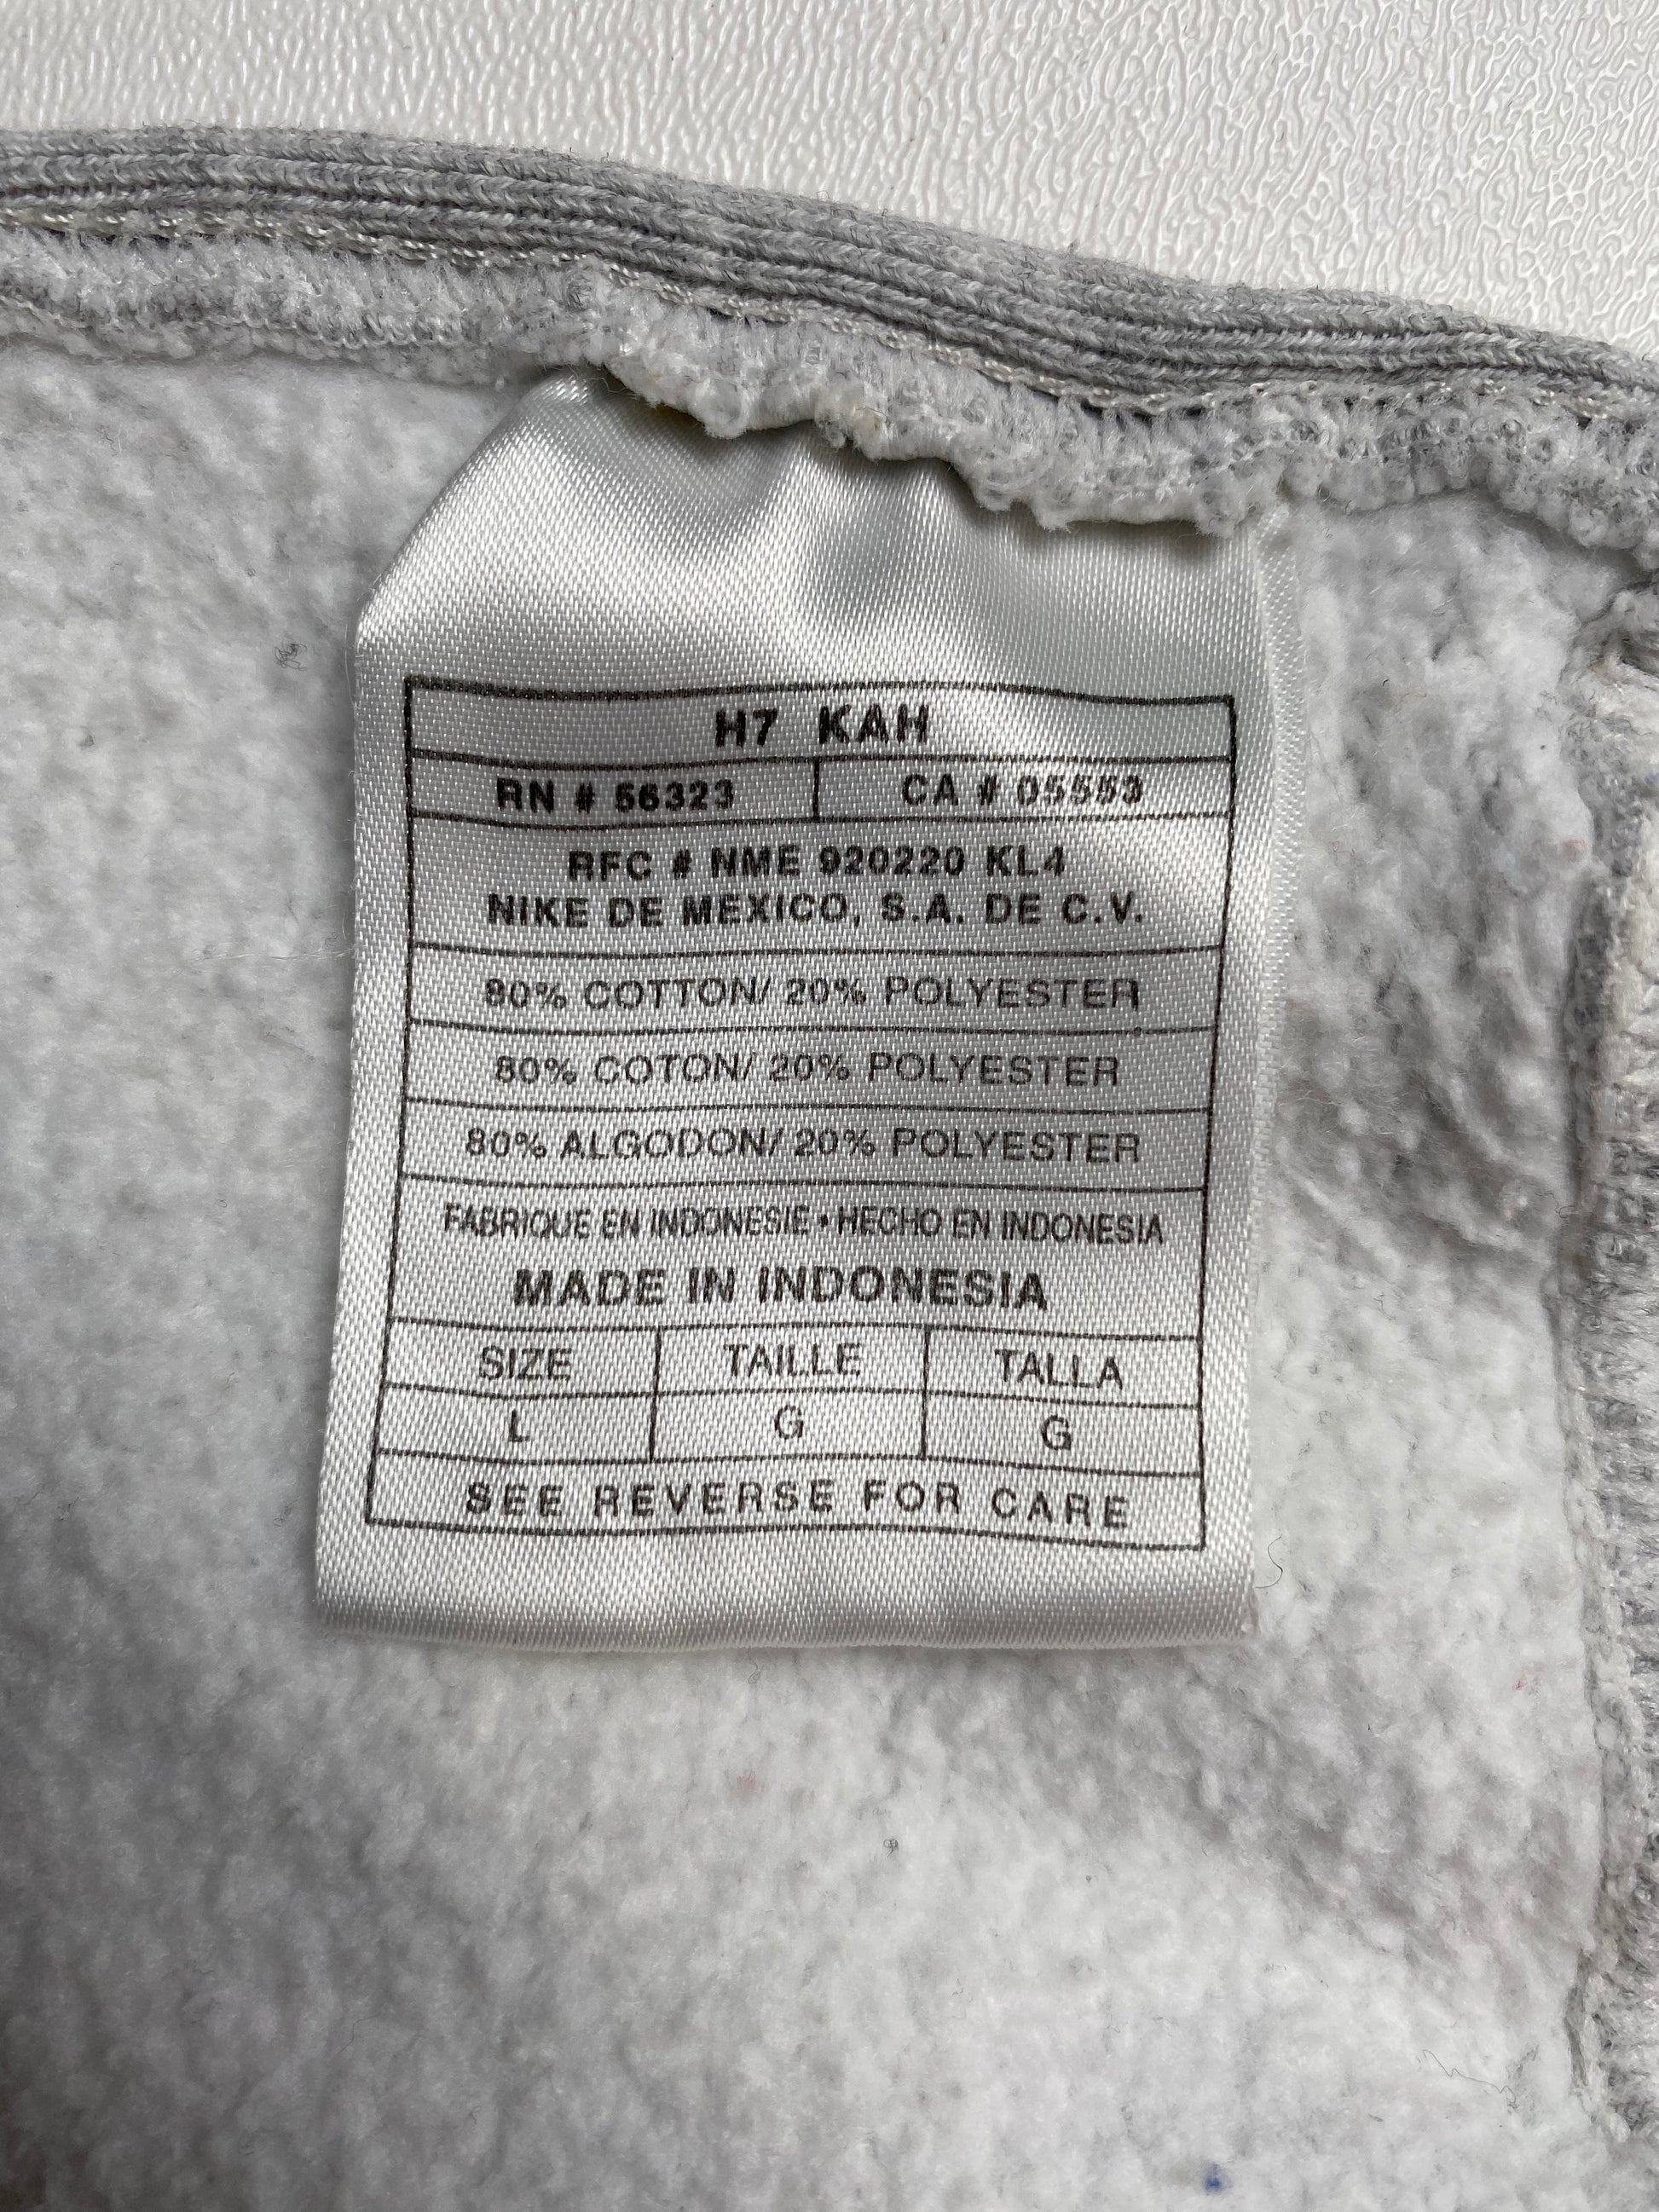 H7 KAH
RN # 56323 CA # 05553
RFC # NME 920220 KL4
NIKE DE MEXICO, S.A. DE C.V.
80% COTTON/ 20% POLYESTER
80% COTON/ 20% POLYESTER
80% ALGODON/ 20% POLYESTER
FABRIQUE EN INDONESIE • HECHO EN INDONESIA
MADE IN INDONESIA
SIZE TAILLE TALLA
L G G
SEE REVERSE FOR CARE